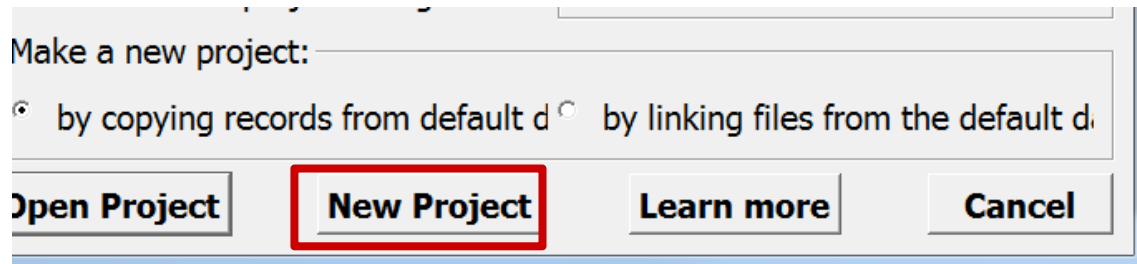 Make a new project:
by copying records from default d by linking files from the default da
Open Project New Project Learn more Cancel